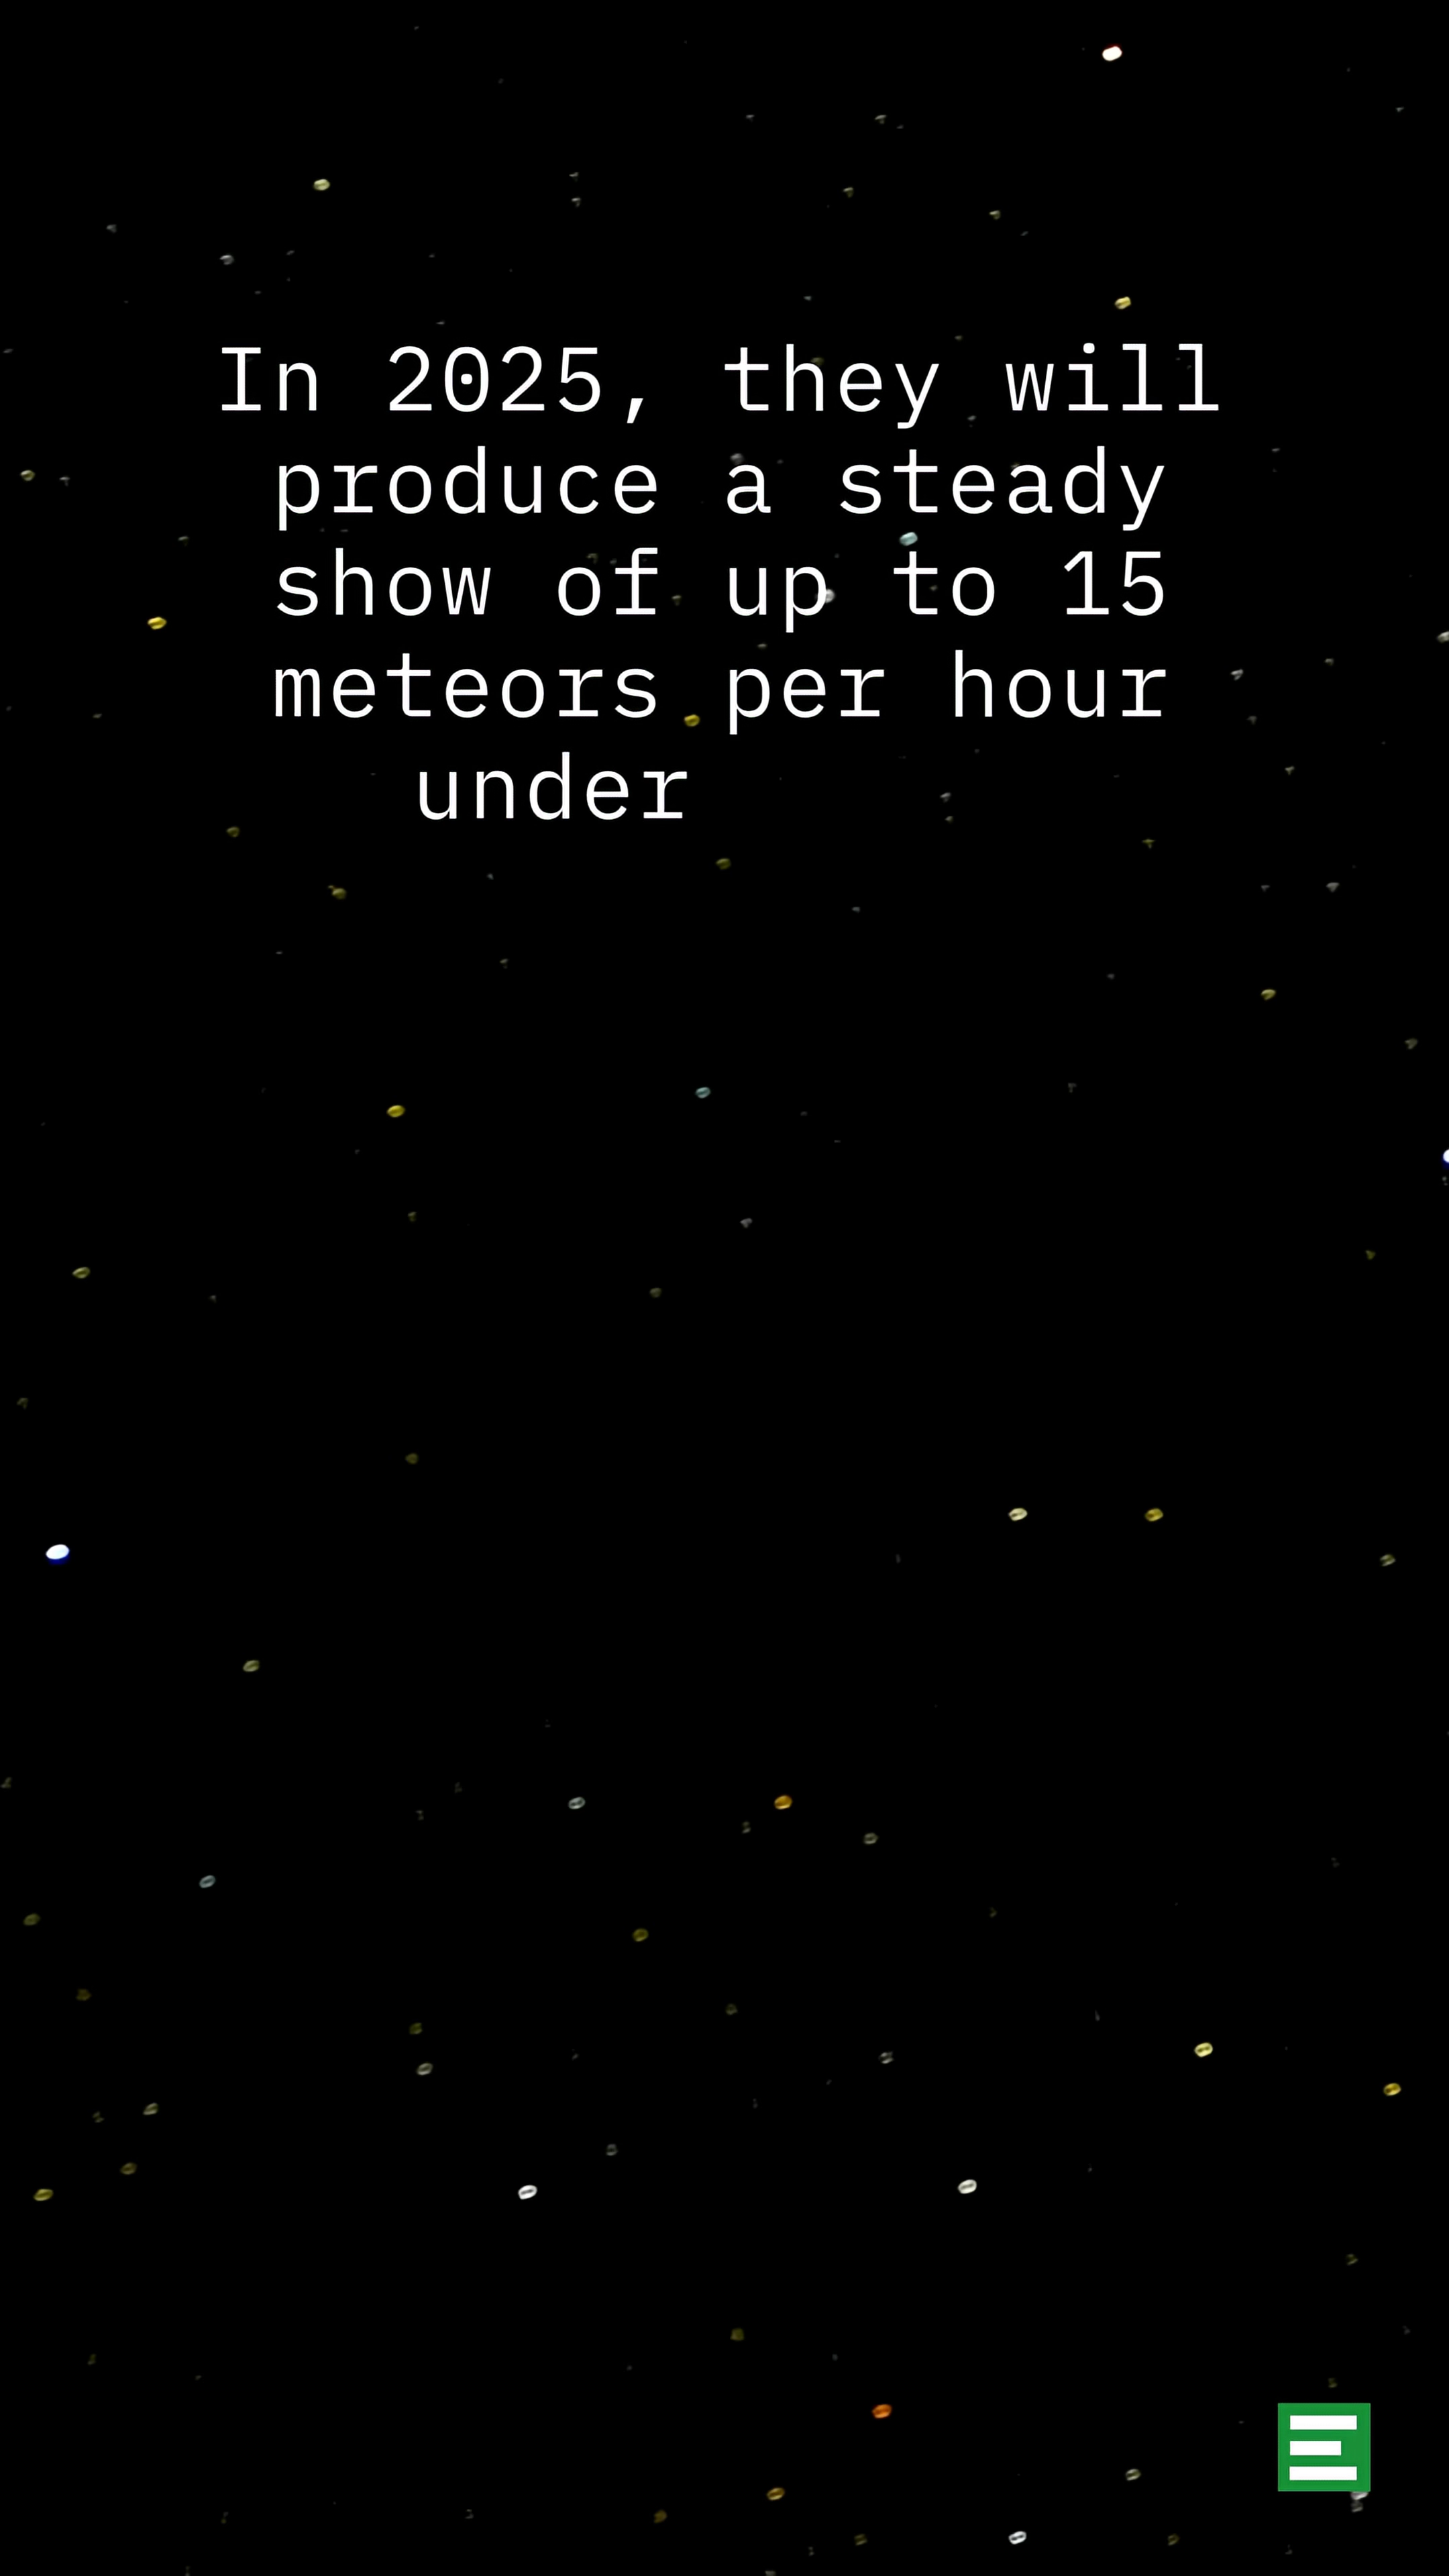 In 2025, they will
produce a steady
show of up to 15
meteors per hour
under